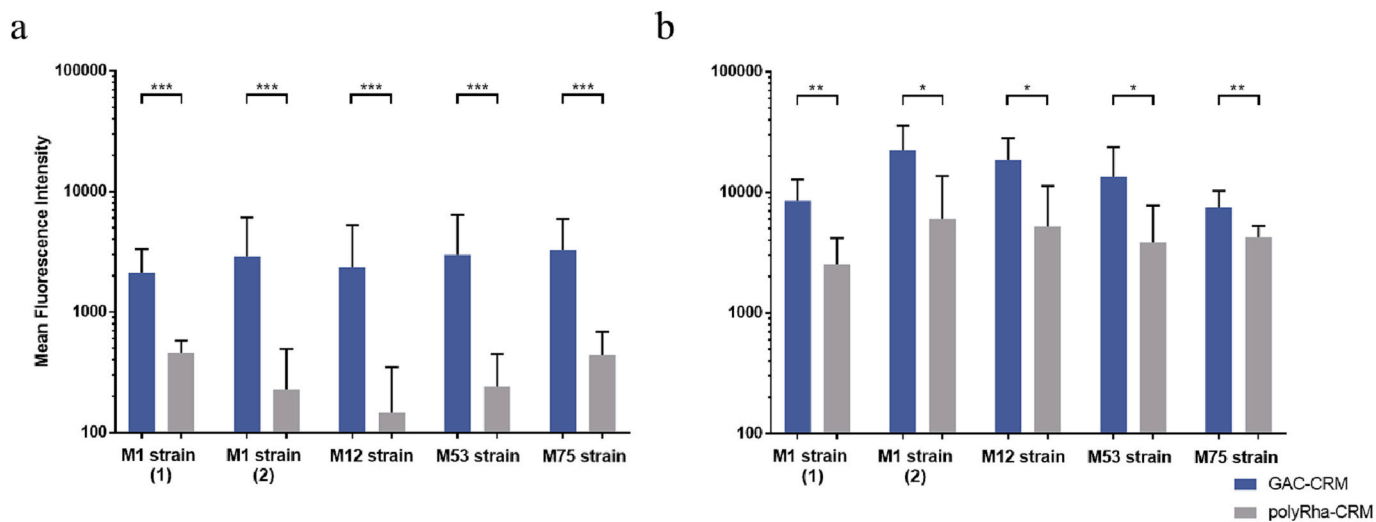 a
b
Mean Fluorescence Intensity
100000
10000
1000
100
*** *** *** *** ***
M1 strain (1)
M1 strain (2)
M12 strain
M53 strain
M75 strain
100000
10000
1000
100
** * * * **
M1 strain (1)
M1 strain (2)
M12 strain
M53 strain
M75 strain
GAC-CRM
polyRha-CRM